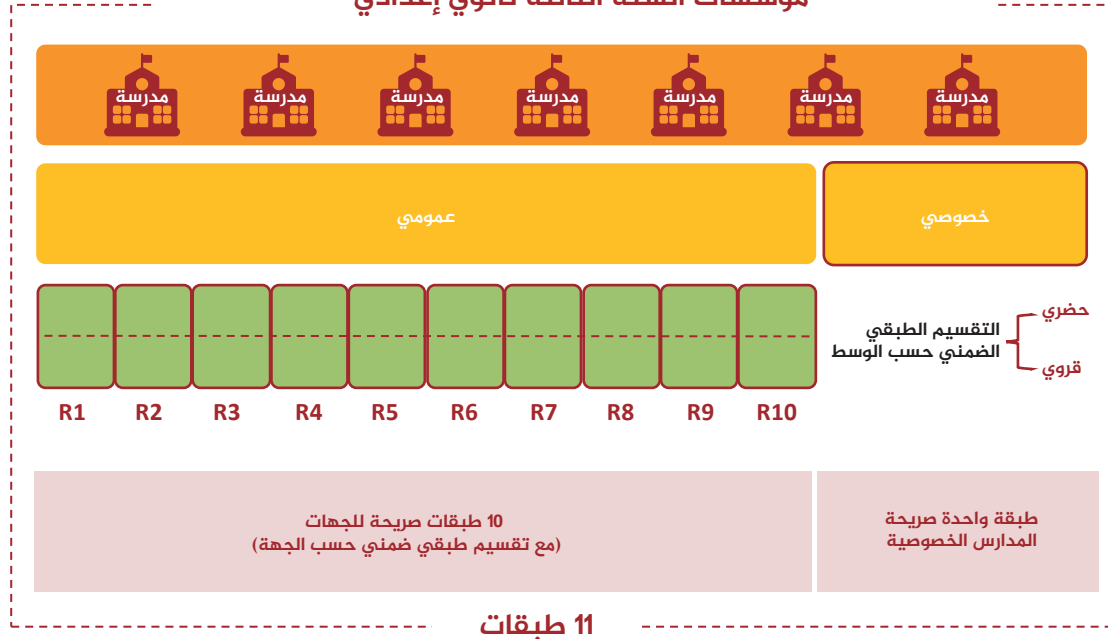 مدرسة
مدرسة
مدرسة
مدرسة
مدرسة
مدرسة
مدرسة
خصوصي
عمومي
حضري
التقسيم الطبقي
الضمني حسب الوسط
قروي
R1 R2 R3 R4 R5 R6 R7 R8 R9 R10
طبقة واحدة صريحة
المدارس الخصوصية
10 طبقات صريحة للجهات
(مع تقسيم طبقي ضمني حسب الجهة)
11 طبقات